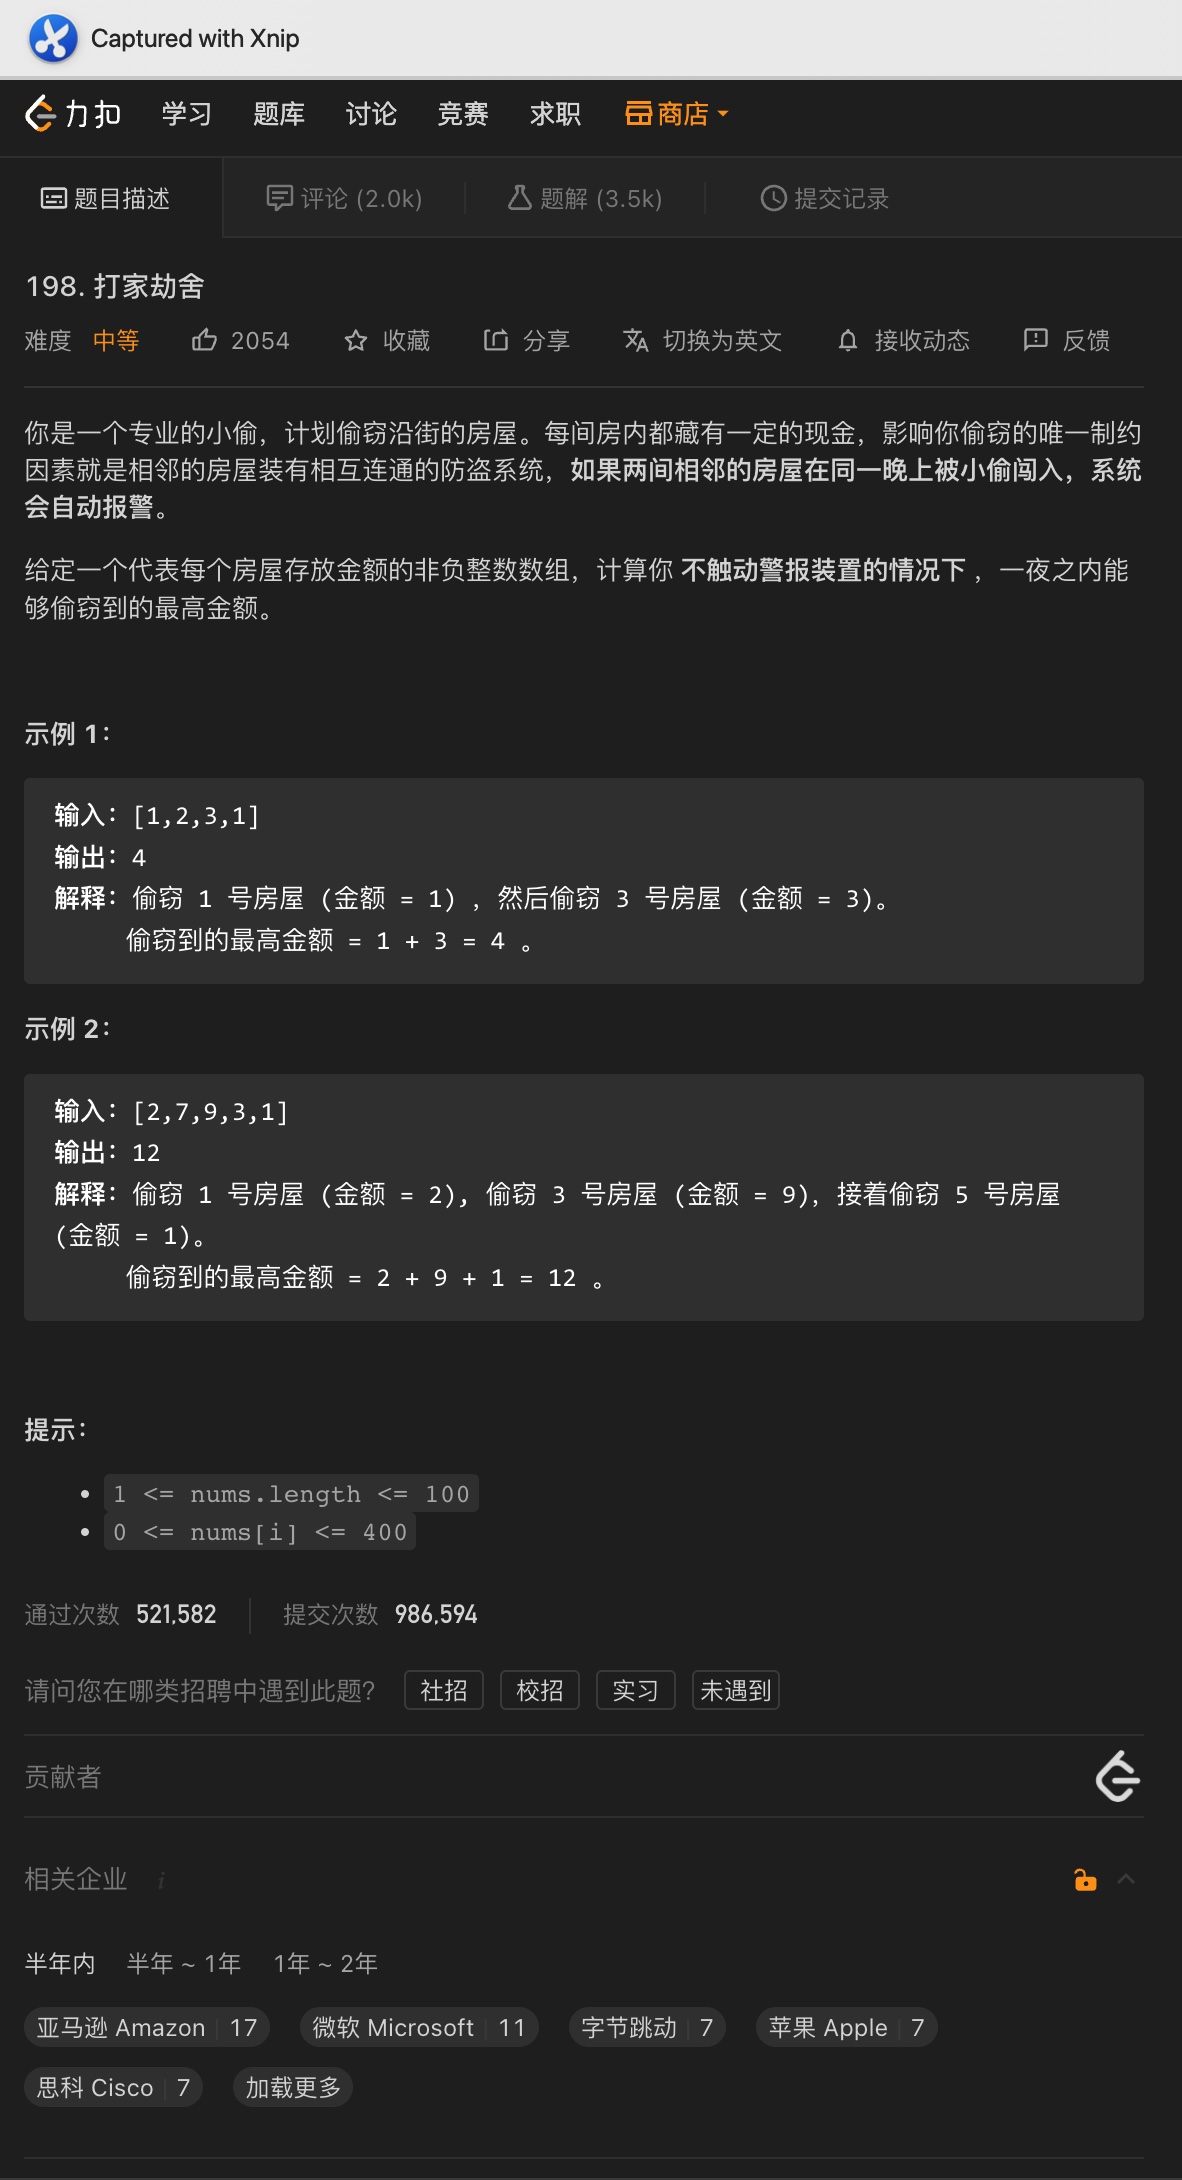 Captured with Xnip
力扣 学习 题库 讨论 竞赛 求职 商店
题目描述 评论 (2.0k) 题解 (3.5k) 提交记录
198. 打家劫舍
难度 中等 2054 收藏 分享 切换为英文 接收动态 反馈
你是一个专业的小偷，计划偷窃沿街的房屋。每间房内都藏有一定的现金，影响你偷窃的唯一制约
因素就是相邻的房屋装有相互连通的防盗系统，如果两间相邻的房屋在同一晚上被小偷闯入，系统
会自动报警。
给定一个代表每个房屋存放金额的非负整数数组，计算你 不触动警报装置的情况下 ，一夜之内能
够偷窃到的最高金额。
示例 1：
输入：[1,2,3,1]
输出：4
解释：偷窃 1 号房屋 (金额 = 1) ，然后偷窃 3 号房屋 (金额 = 3)。
偷窃到的最高金额 = 1 + 3 = 4 。
示例 2：
输入：[2,7,9,3,1]
输出：12
解释：偷窃 1 号房屋 (金额 = 2), 偷窃 3 号房屋 (金额 = 9)，接着偷窃 5 号房屋
(金额 = 1)。
偷窃到的最高金额 = 2 + 9 + 1 = 12 。
提示：
• 1 <= nums.length <= 100
• 0 <= nums[i] <= 400
通过次数 521,582 提交次数 986,594
请问您在哪类招聘中遇到此题？ 社招 校招 实习 未遇到
贡献者
相关企业 i
半年内 半年 ~ 1年 1年 ~ 2年
亚马逊 Amazon 17 微软 Microsoft 11 字节跳动 7 苹果 Apple 7
思科 Cisco 7 加载更多